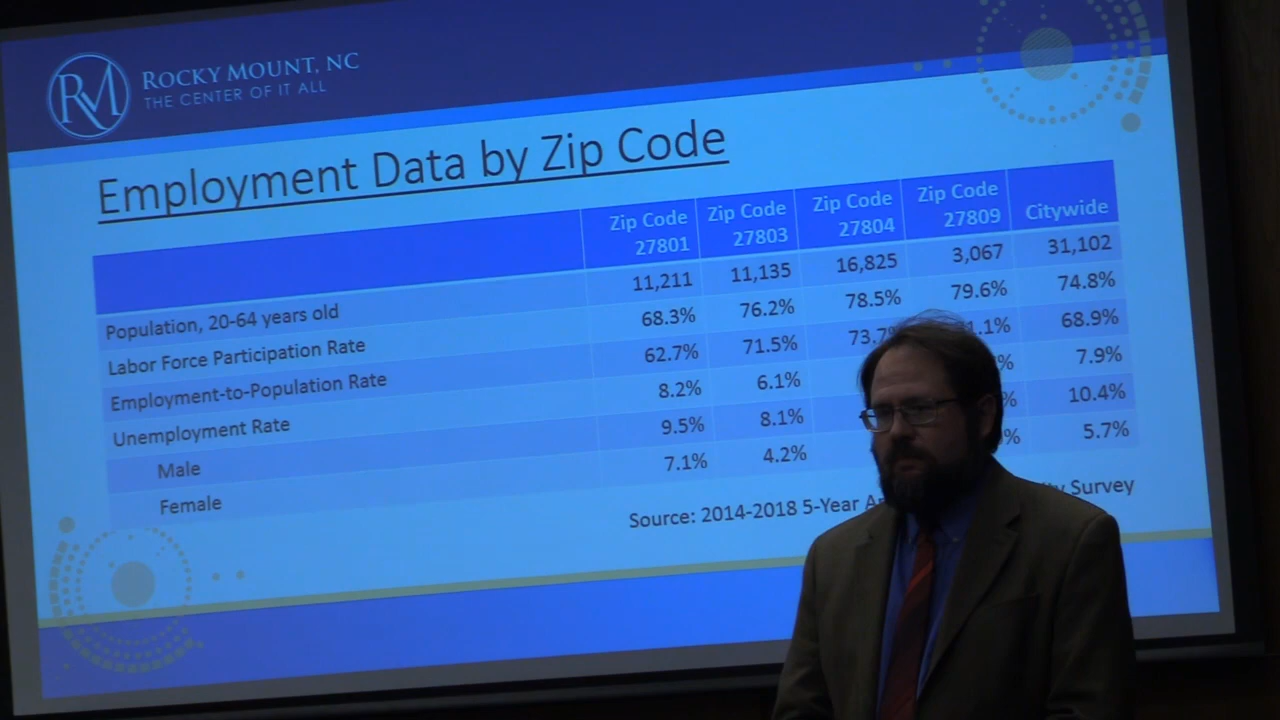 RM
ROCKY MOUNT, NC
THE CENTER OF IT ALL
Employment Data by Zip Code
Zip Code 27801 Zip Code 27803 Zip Code 27804 Zip Code 27809 Citywide
Population, 20-64 years old 11,211 11,135 16,825 3,067 31,102
Labor Force Participation Rate 68.3% 76.2% 78.5% 79.6% 74.8%
Employment-to-Population Rate 62.7% 71.5% 68.9%
Unemployment Rate 8.2% 6.1% 7.9%
Male 9.5% 8.1% 10.4%
Female 7.1% 4.2% 5.7%
Source: 2014-2018 5-Year Survey